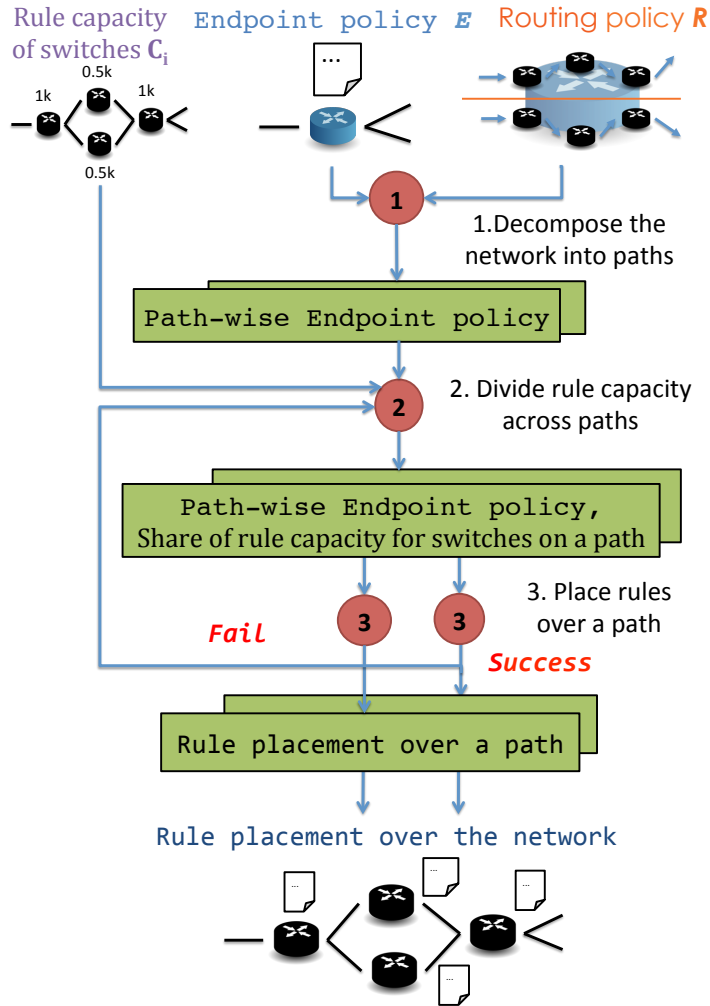 Rule capacity
of switches Ci
Endpoint policy E
Routing policy R
0.5k
1k
1k
0.5k
...
1
1.Decompose the
network into paths
Path-wise Endpoint policy
2
2. Divide rule capacity
across paths
Path-wise Endpoint policy,
Share of rule capacity for switches on a path
3
3
3. Place rules
over a path
Fail
Success
Rule placement over a path
Rule placement over the network
...
...
...
...